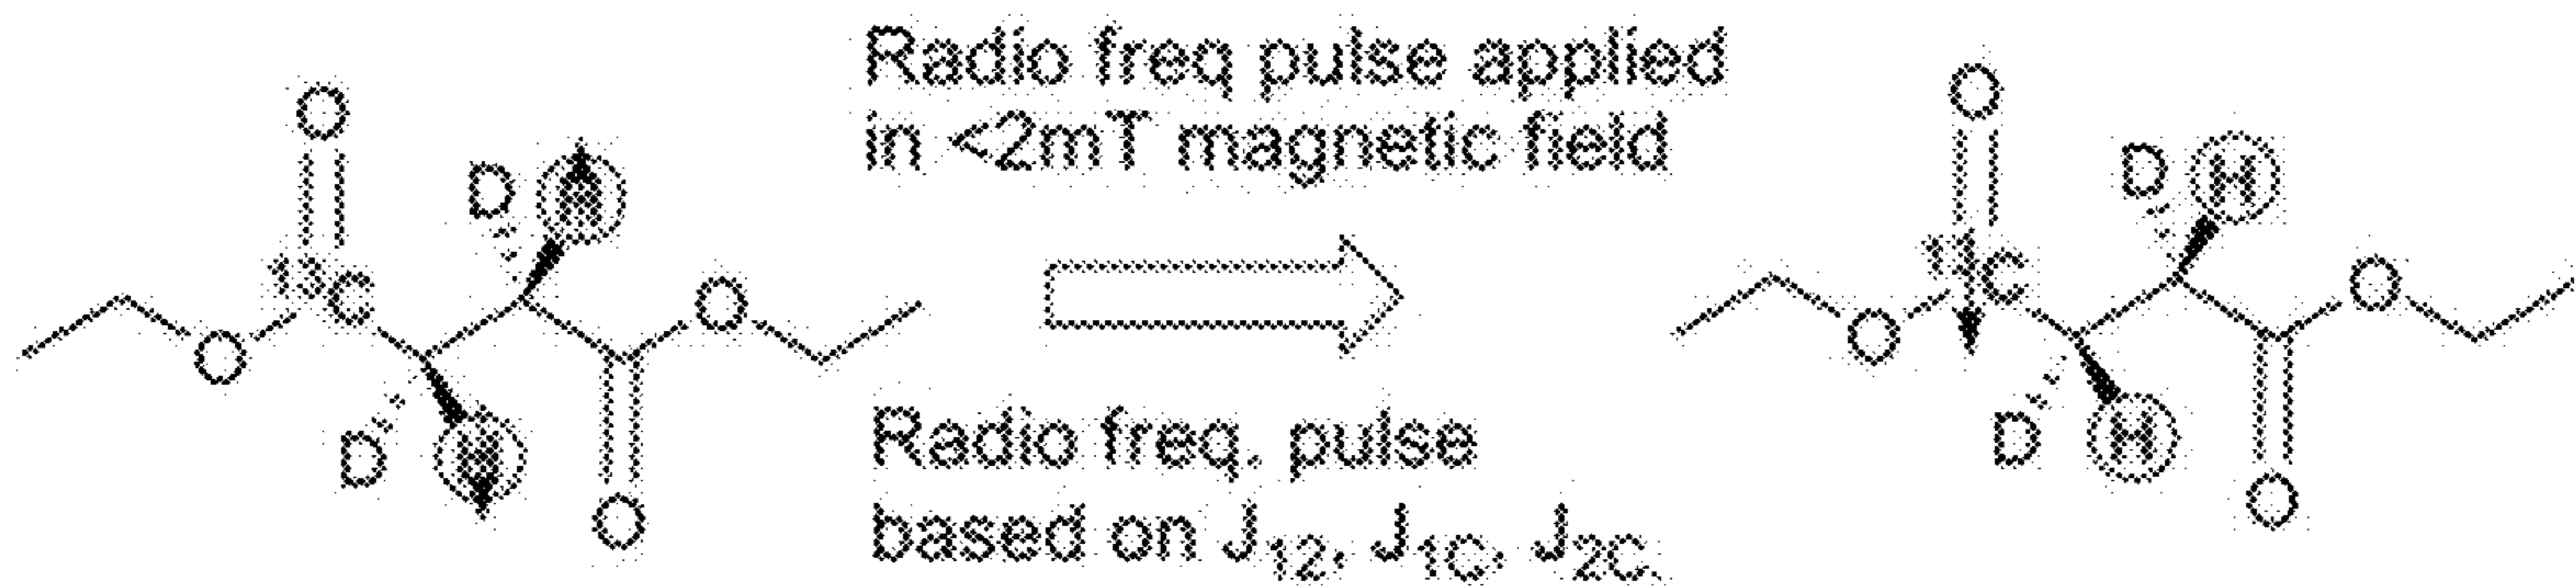 Radio freq pulse applied
in <2mT magnetic field
Radio freq. pulse
based on J12, J1C, J2C.
O
D H
13C
O
O
D H
O
O
D H
13C
O
O
D H
O